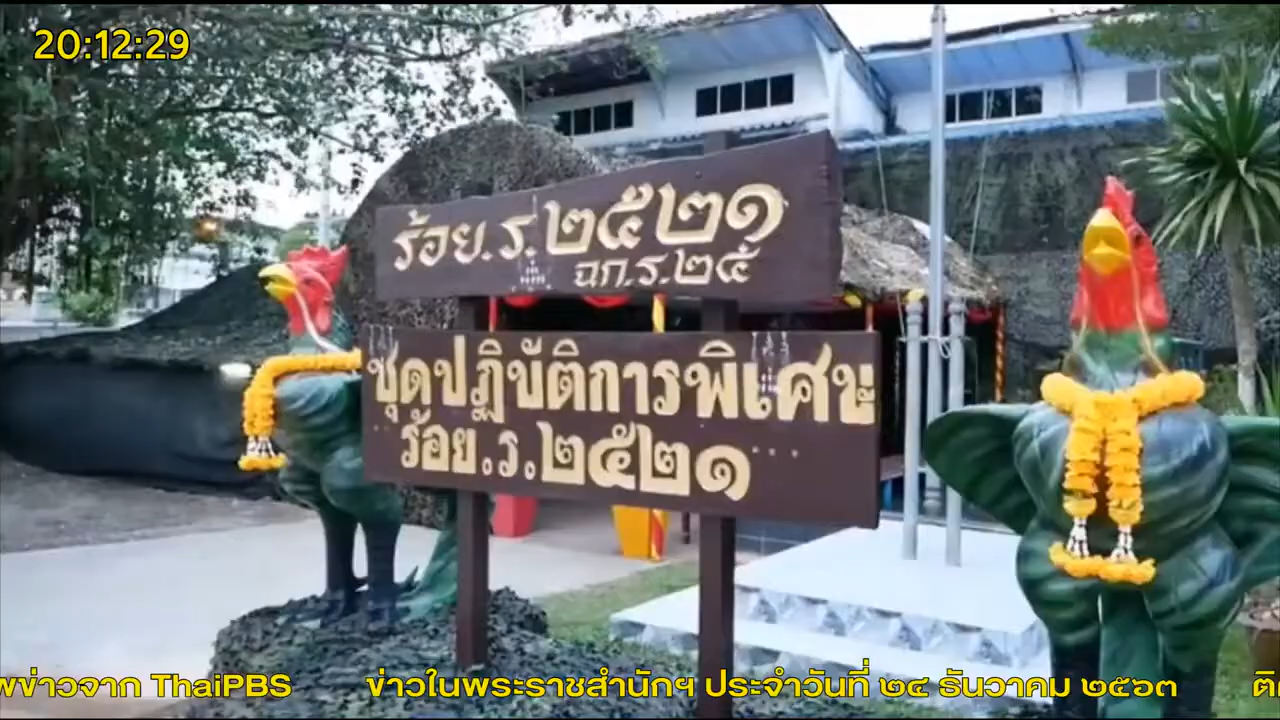 20:12:29
ร้อย.ร.๒๕๒๑
ฉก.ร.๒๕
ชุดปฏิบัติการพิเศษ
ร้อย.ร.๒๕๒๑
พข่าวจาก ThaiPBS ข่าวในพระราชสำนักฯ ประจำวันที่ ๒๔ ธันวาคม ๒๕๖๓ ติ